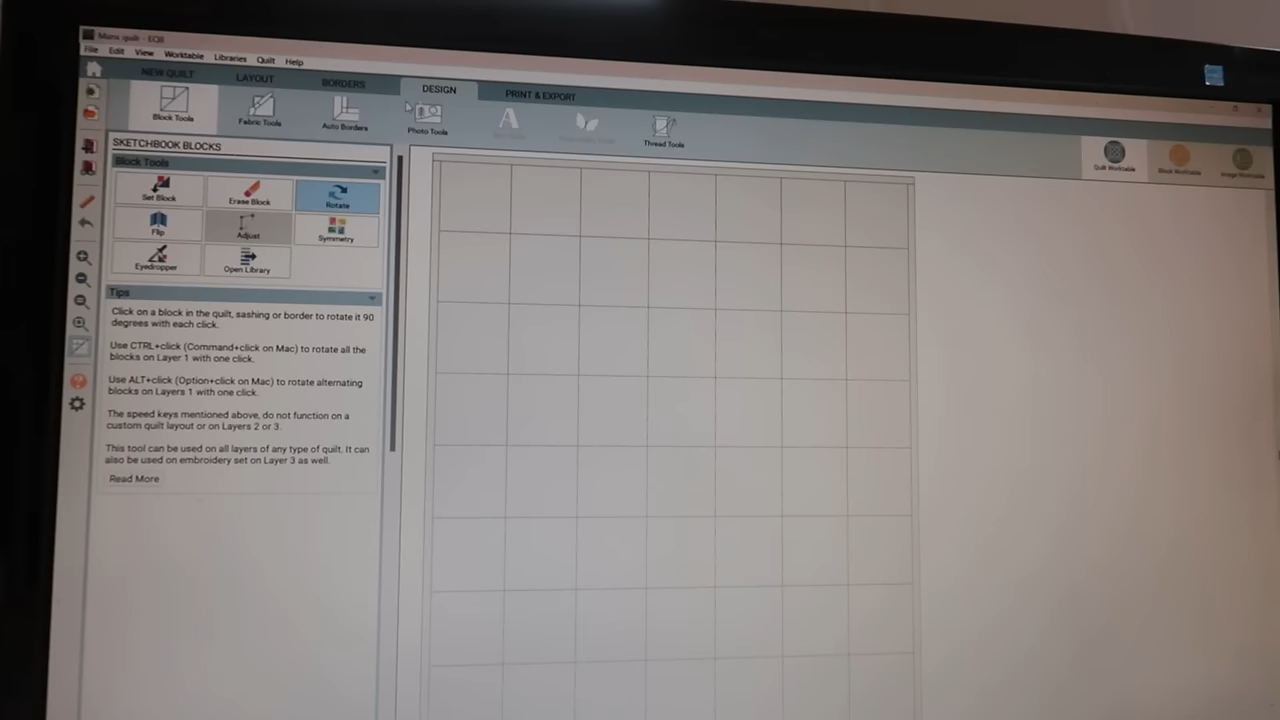 Manx quilt - EQ8
File Edit View Worktable Libraries Quilt Help
NEW QUILT LAYOUT BORDERS DESIGN PRINT & EXPORT
Block Tools Fabric Tools Auto Borders Photo Tools Thread Tools
Quilt Worktable Block Worktable Image Worktable
SKETCHBOOK BLOCKS
Block Tools
Set Block Erase Block Rotate
Flip Adjust Symmetry
Eyedropper Open Library
Tips
Click on a block in the quilt, sashing or border to rotate it 90
degrees with each click.
Use CTRL+click (Command+click on Mac) to rotate all the
blocks on Layer 1 with one click.
Use ALT+click (Option+click on Mac) to rotate alternating
blocks on Layers 1 with one click.
The speed keys mentioned above, do not function on a
custom quilt layout or on Layers 2 or 3.
This tool can be used on all layers of any type of quilt. It can
also be used on embroidery set on Layer 3 as well.
Read More